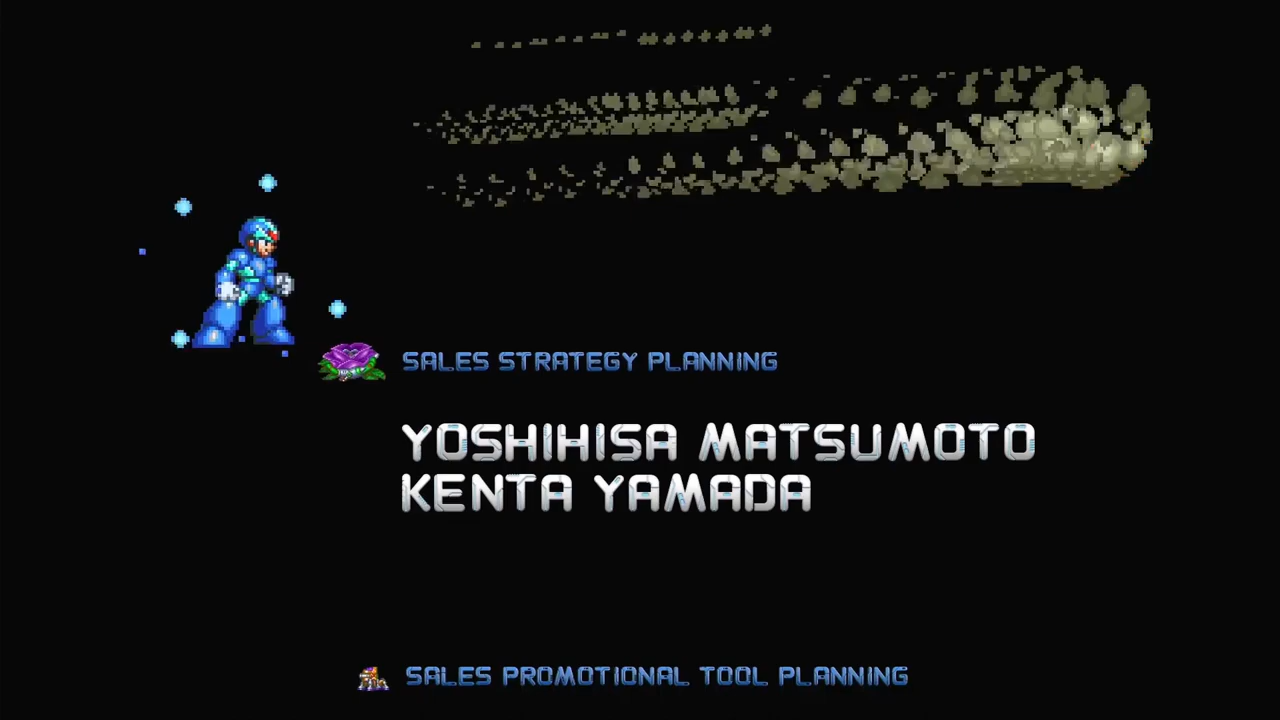 SALES STRATEGY PLANNING
YOSHIHISA MATSUMOTO
KENTA YAMADA
SALES PROMOTIONAL TOOL PLANNING